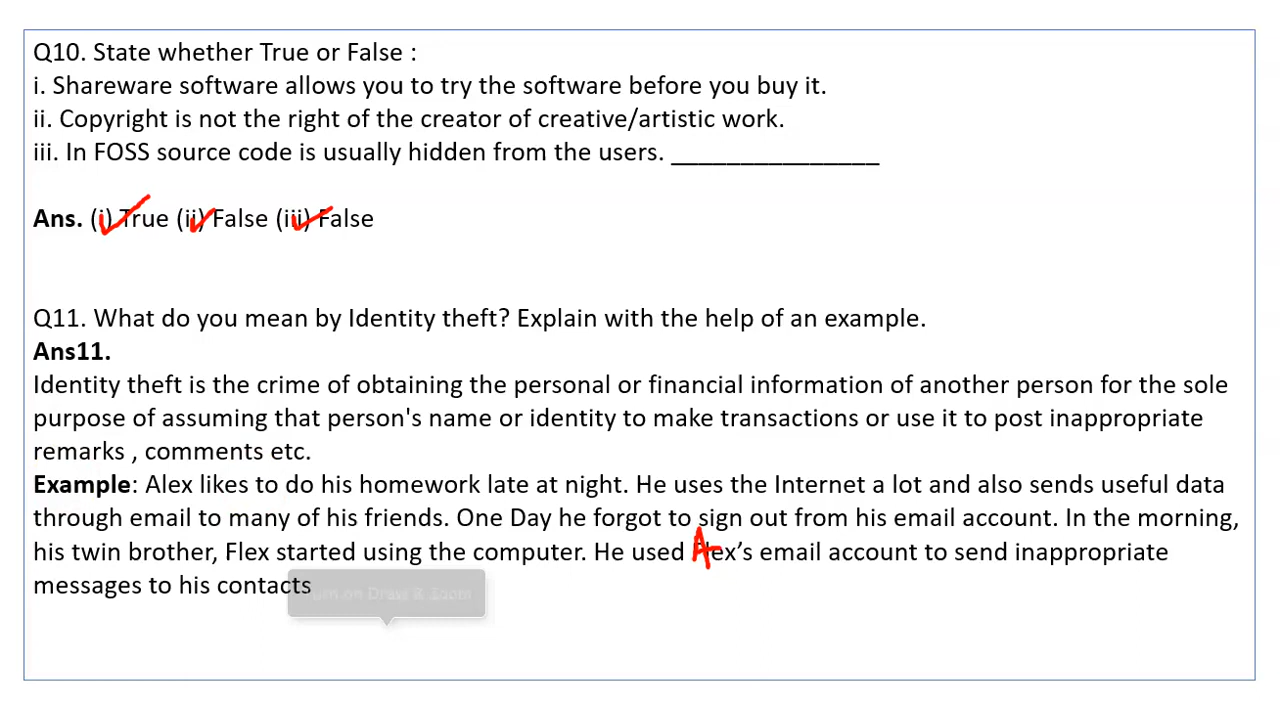 Q10. State whether True or False :
i. Shareware software allows you to try the software before you buy it.
ii. Copyright is not the right of the creator of creative/artistic work.
iii. In FOSS source code is usually hidden from the users. _______________
Ans. (i) True (ii) False (iii) False
Q11. What do you mean by Identity theft? Explain with the help of an example.
Ans11.
Identity theft is the crime of obtaining the personal or financial information of another person for the sole
purpose of assuming that person's name or identity to make transactions or use it to post inappropriate
remarks , comments etc.
Example: Alex likes to do his homework late at night. He uses the Internet a lot and also sends useful data
through email to many of his friends. One Day he forgot to sign out from his email account. In the morning,
his twin brother, Flex started using the computer. He used Alex’s email account to send inappropriate
messages to his contacts